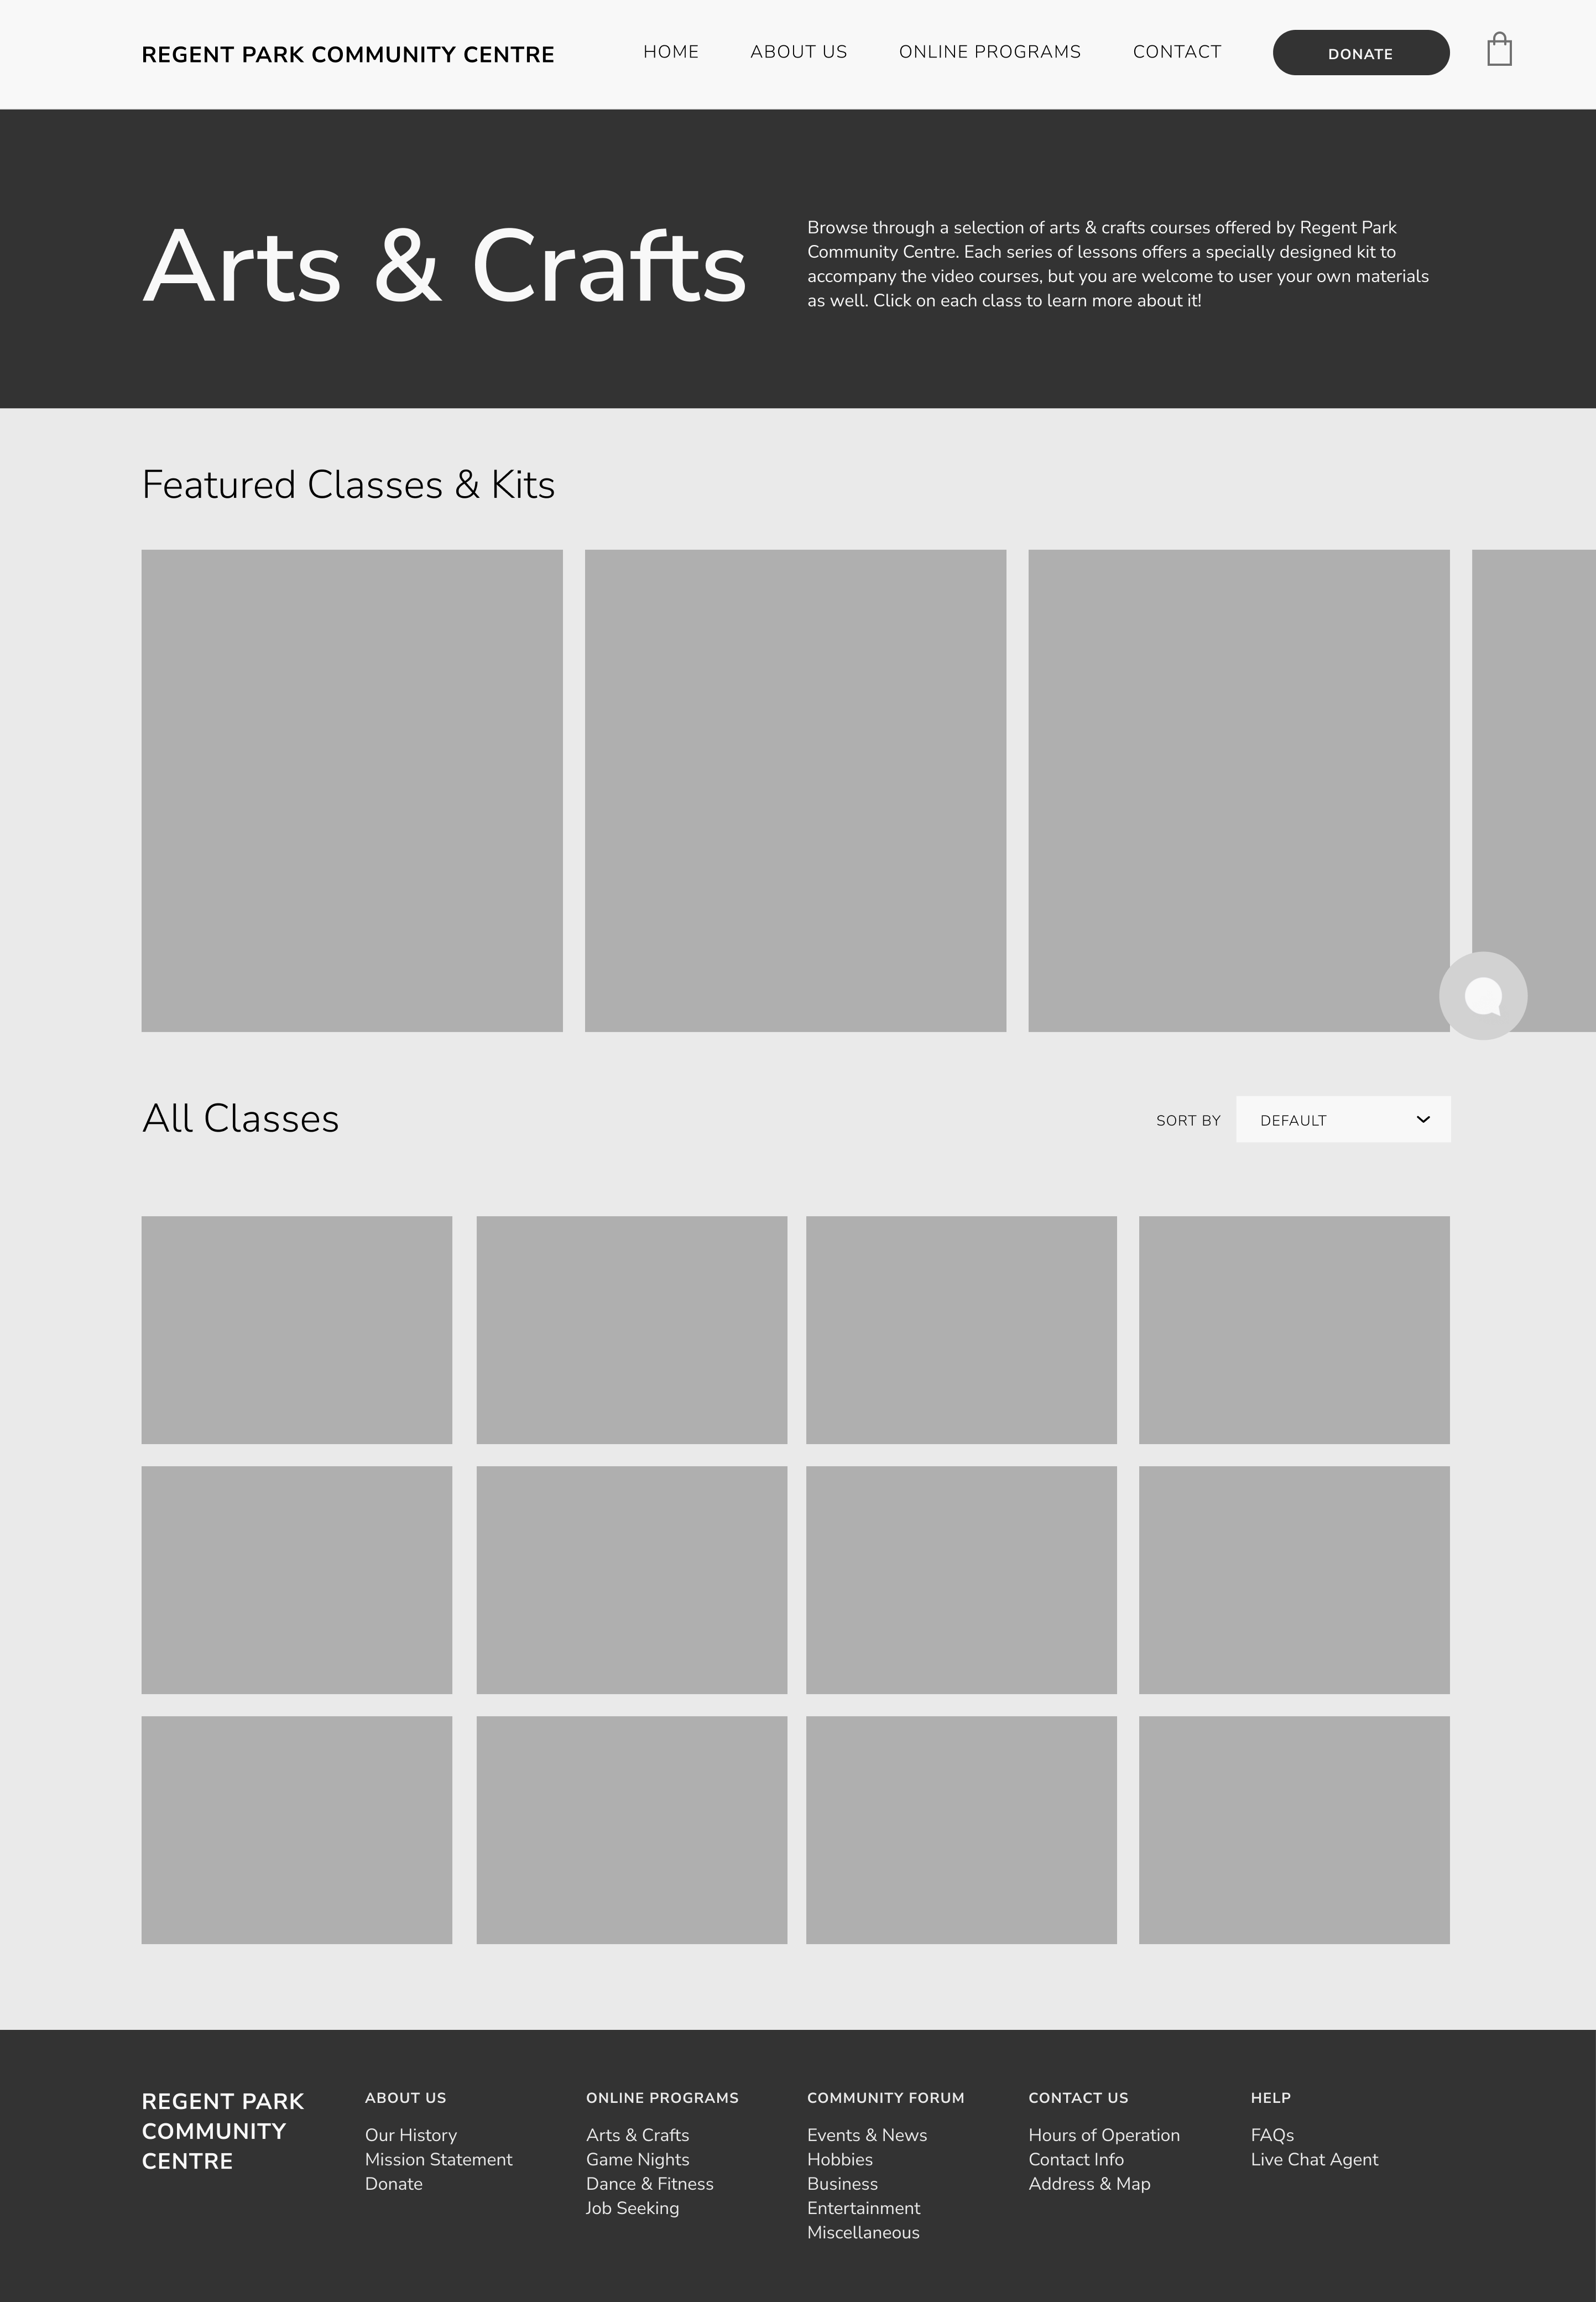 REGENT PARK COMMUNITY CENTRE
HOME
ABOUT US
ONLINE PROGRAMS
CONTACT
DONATE
Arts & Crafts
Browse through a selection of arts & crafts courses offered by Regent Park
Community Centre. Each series of lessons offers a specially designed kit to
accompany the video courses, but you are welcome to user your own materials
as well. Click on each class to learn more about it!
Featured Classes & Kits
All Classes
SORT BY
DEFAULT
REGENT PARK
COMMUNITY
CENTRE
ABOUT US
Our History
Mission Statement
Donate
ONLINE PROGRAMS
Arts & Crafts
Game Nights
Dance & Fitness
Job Seeking
COMMUNITY FORUM
Events & News
Hobbies
Business
Entertainment
Miscellaneous
CONTACT US
Hours of Operation
Contact Info
Address & Map
HELP
FAQs
Live Chat Agent